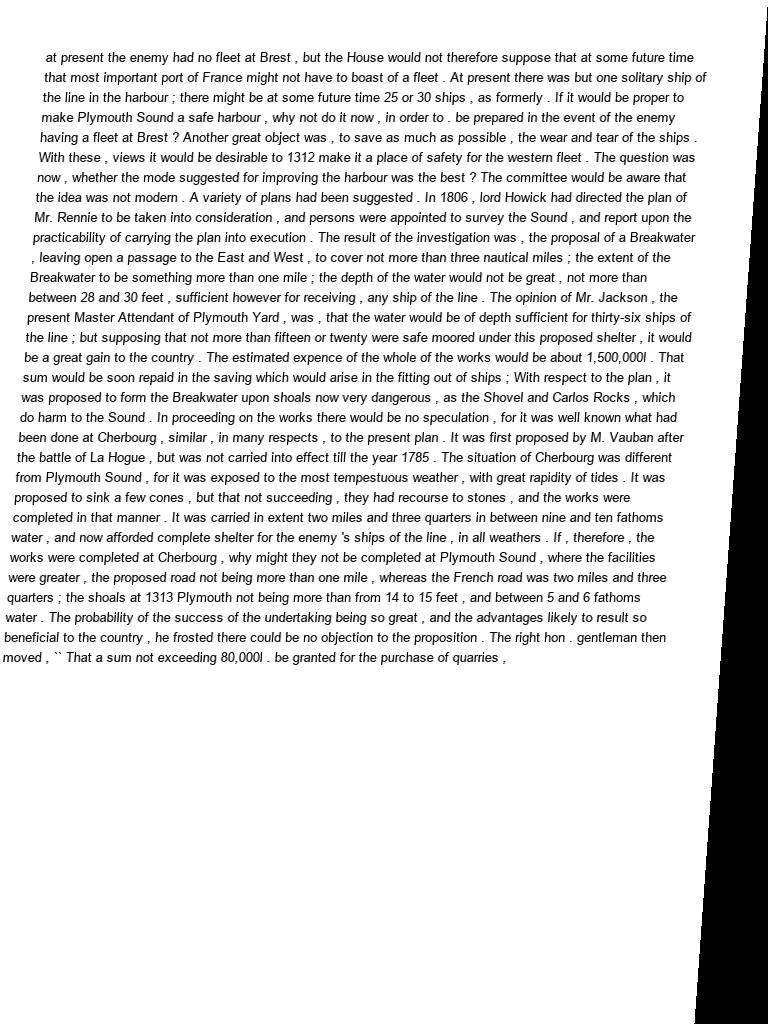 at present the enemy had no fleet at Brest , but the House would not therefore suppose that at some future time
that most important port of France might not have to boast of a fleet . At present there was but one solitary ship of
the line in the harbour ; there might be at some future time 25 or 30 ships , as formerly . If it would be proper to
make Plymouth Sound a safe harbour , why not do it now , in order to . be prepared in the event of the enemy
having a fleet at Brest ? Another great object was , to save as much as possible , the wear and tear of the ships .
With these , views it would be desirable to 1312 make it a place of safety for the western fleet . The question was
now , whether the mode suggested for improving the harbour was the best ? The committee would be aware that
the idea was not modern . A variety of plans had been suggested . In 1806 , lord Howick had directed the plan of
Mr. Rennie to be taken into consideration , and persons were appointed to survey the Sound , and report upon the
practicability of carrying the plan into execution . The result of the investigation was , the proposal of a Breakwater
, leaving open a passage to the East and West , to cover not more than three nautical miles ; the extent of the
Breakwater to be something more than one mile ; the depth of the water would not be great , not more than
between 28 and 30 feet , sufficient however for receiving , any ship of the line . The opinion of Mr. Jackson , the
present Master Attendant of Plymouth Yard , was , that the water would be of depth sufficient for thirty-six ships of
the line ; but supposing that not more than fifteen or twenty were safe moored under this proposed shelter , it would
be a great gain to the country . The estimated expence of the whole of the works would be about 1,500,000l . That
sum would be soon repaid in the saving which would arise in the fitting out of ships ; With respect to the plan , it
was proposed to form the Breakwater upon shoals now very dangerous , as the Shovel and Carlos Rocks , which
do harm to the Sound . In proceeding on the works there would be no speculation , for it was well known what had
been done at Cherbourg , similar , in many respects , to the present plan . It was first proposed by M. Vauban after
the battle of La Hogue , but was not carried into effect till the year 1785 . The situation of Cherbourg was different
from Plymouth Sound , for it was exposed to the most tempestuous weather , with great rapidity of tides . It was
proposed to sink a few cones , but that not succeeding , they had recourse to stones , and the works were
completed in that manner . It was carried in extent two miles and three quarters in between nine and ten fathoms
water , and now afforded complete shelter for the enemy 's ships of the line , in all weathers . If , therefore , the
works were completed at Cherbourg , why might they not be completed at Plymouth Sound , where the facilities
were greater , the proposed road not being more than one mile , whereas the French road was two miles and three
quarters ; the shoals at 1313 Plymouth not being more than from 14 to 15 feet , and between 5 and 6 fathoms
water . The probability of the success of the undertaking being so great , and the advantages likely to result so
beneficial to the country , he frosted there could be no objection to the proposition . The right hon . gentleman then
moved , `` That a sum not exceeding 80,000l . be granted for the purchase of quarries ,